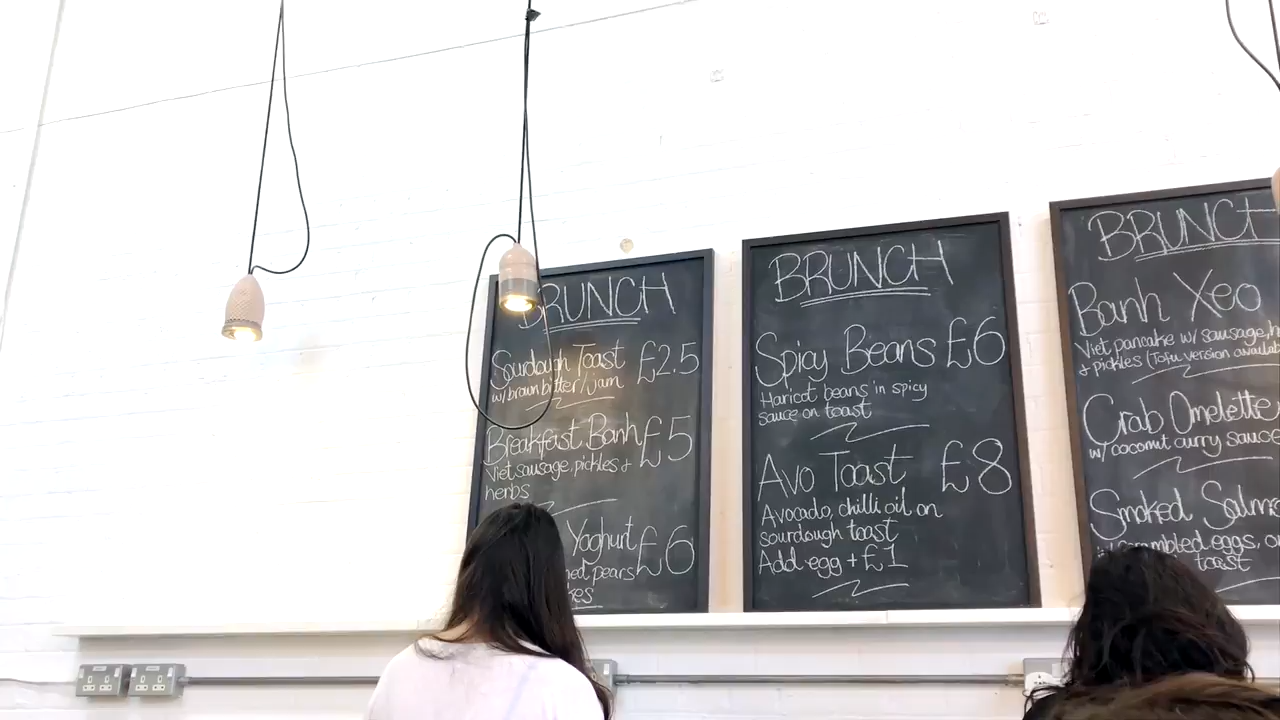 BRUNCH
Sourdough Toast £2.5
w/ brown butter/jam
Breakfast Banh £5
Viet sausage, pickles &
herbs
Yoghurt £6
pears
BRUNCH
Spicy Beans £6
Haricot beans in spicy
sauce on toast
Avo Toast £8
Avocado, chilli oil on
sourdough toast
Add egg + £1
BRUNCH
Banh Xeo
Viet pancake w/ sausage,
& pickles (Tofu version
Crab Omelette
w/ coconut curry sauce
Smoked
eggs,
toast